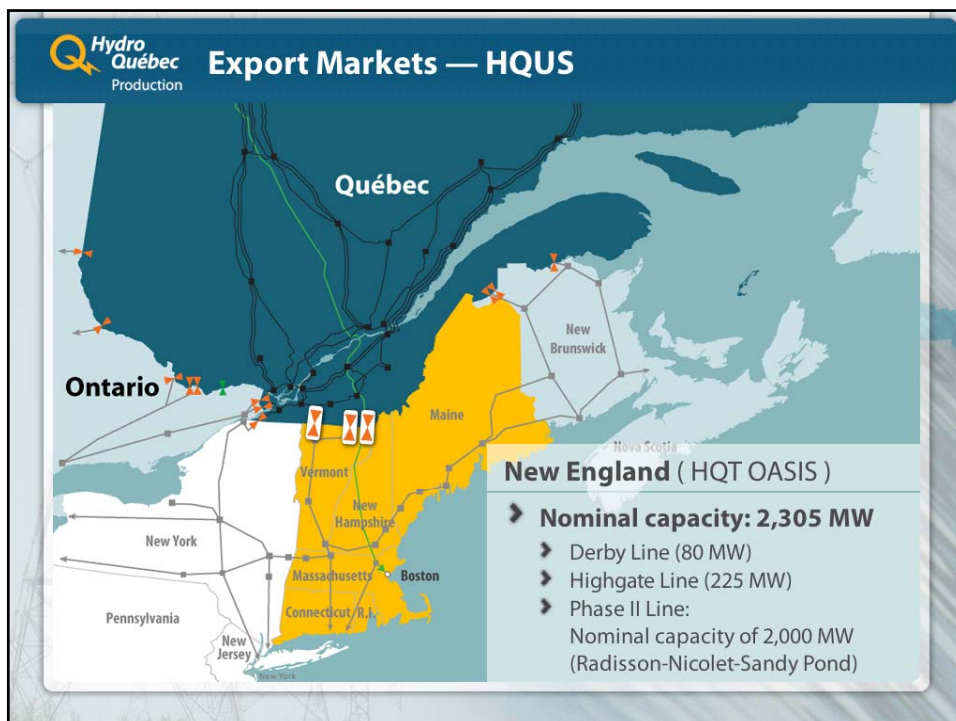 Hydro
Québec
Production
Export Markets — HQUS
Québec
Ontario
New
Brunswick
Maine
Nova Scotia
Vermont
New
Hampshire
New York
Massachusetts
Boston
Connecticut
R.I.
Pennsylvania
New
Jersey
New York
New England ( HQT OASIS )
Nominal capacity: 2,305 MW
Derby Line (80 MW)
Highgate Line (225 MW)
Phase II Line:
Nominal capacity of 2,000 MW
(Radisson-Nicolet-Sandy Pond)